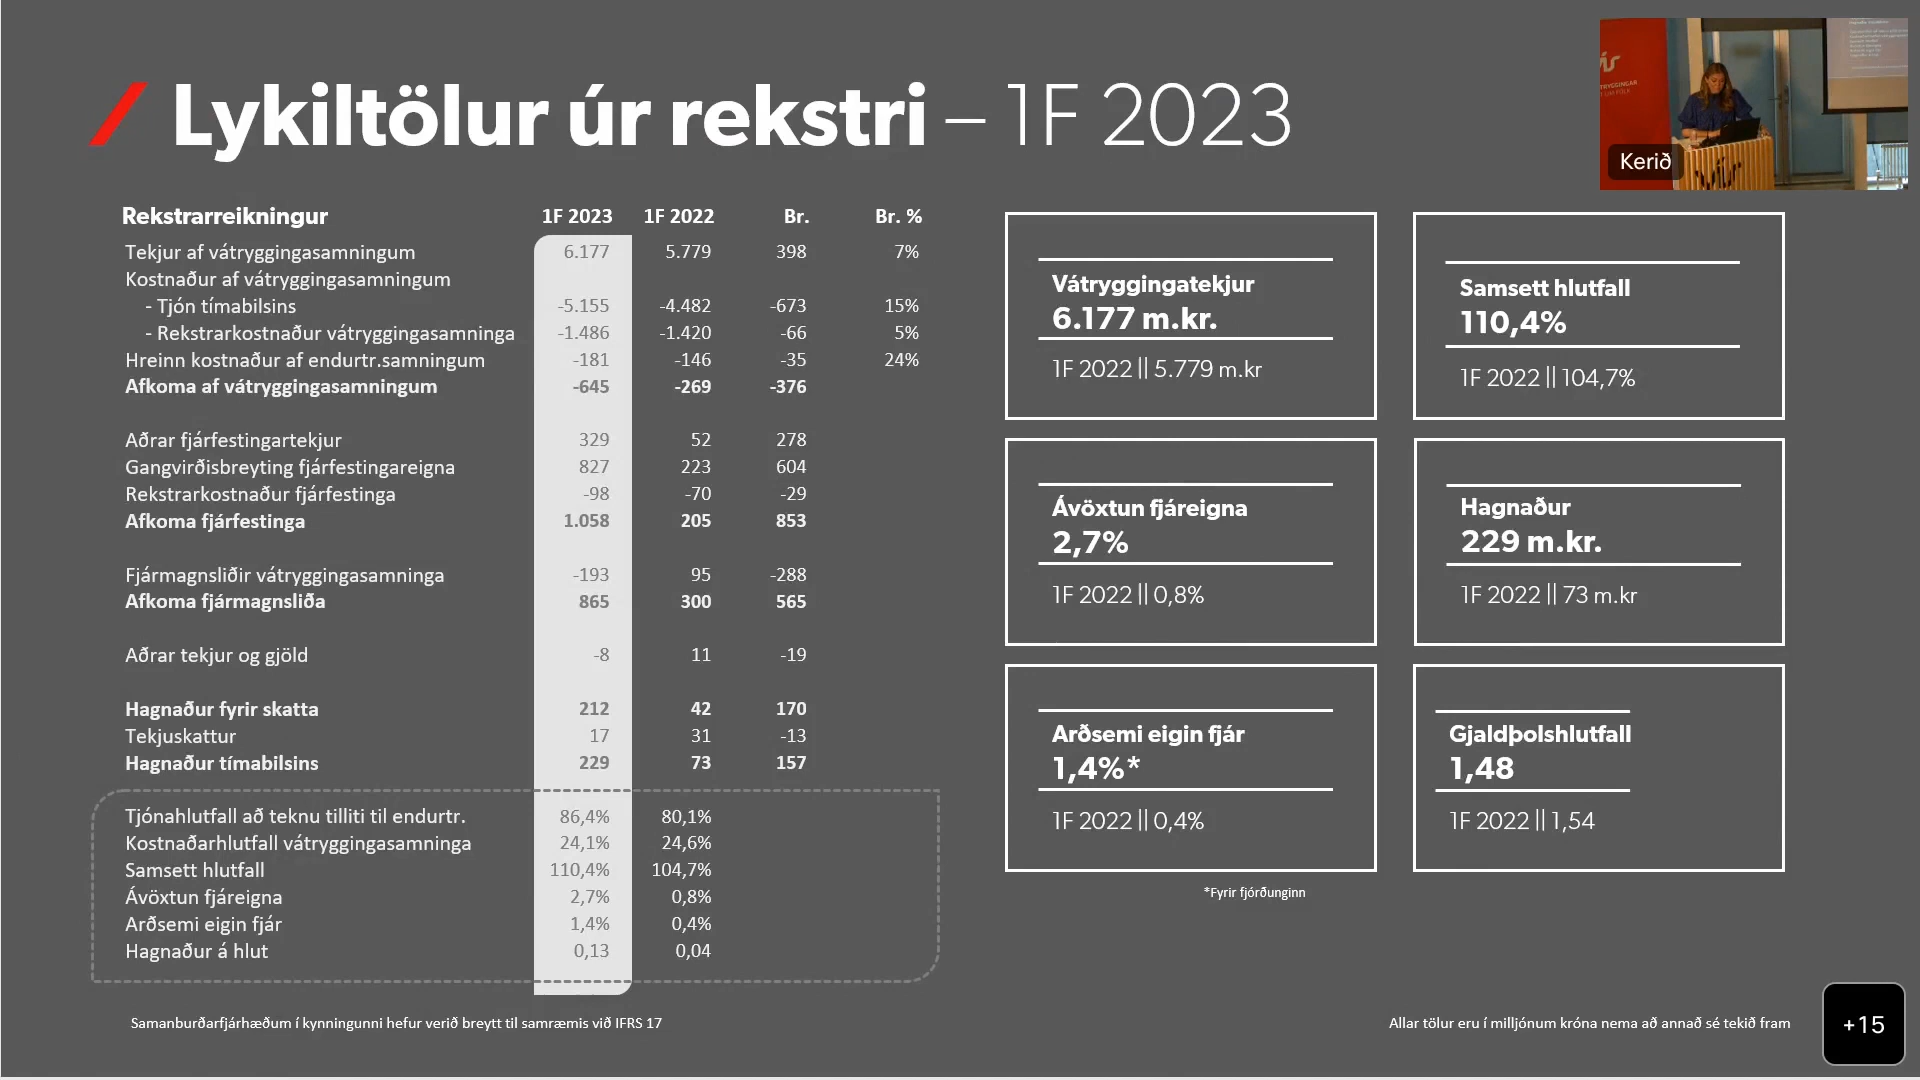 Lykiltölur úr rekstri – 1F 2023
Rekstrarreikningur 1F 2023 1F 2022 Br. Br. %
Tekjur af vátryggingasamningum 6.177 5.779 398 7%
Kostnaður af vátryggingasamningum
- Tjón tímabilsins -5.155 -4.482 -673 15%
- Rekstrarkostnaður vátryggingasamninga -1.486 -1.420 -66 5%
Hreinn kostnaður af endurtr.samningum -181 -146 -35 24%
Afkoma af vátryggingasamningum -645 -269 -376
Aðrar fjárfestingartekjur 329 52 278
Gangvirðisbreyting fjárfestingareigna 827 223 604
Rekstrarkostnaður fjárfestinga -98 -70 -29
Afkoma fjárfestinga 1.058 205 853
Fjármagnsliðir vátryggingasamninga -193 95 -288
Afkoma fjármagnsliða 865 300 565
Aðrar tekjur og gjöld -8 11 -19
Hagnaður fyrir skatta 212 42 170
Tekjuskattur 17 31 -13
Hagnaður tímabilsins 229 73 157
Tjónahlutfall að teknu tilliti til endurtr. 86,4% 80,1%
Kostnaðarhlutfall vátryggingasamninga 24,1% 24,6%
Samsett hlutfall 110,4% 104,7%
Ávöxtun fjáreigna 2,7% 0,8%
Arðsemi eigin fjár 1,4% 0,4%
Hagnaður á hlut 0,13 0,04
Samanburðarfjárhæðum í kynningunni hefur verið breytt til samræmis við IFRS 17
Vátryggingatekjur
6.177 m.kr.
1F 2022 || 5.779 m.kr
Samsett hlutfall
110,4%
1F 2022 || 104,7%
Ávöxtun fjáreigna
2,7%
1F 2022 || 0,8%
Hagnaður
229 m.kr.
1F 2022 || 73 m.kr
Arðsemi eigin fjár
1,4%*
1F 2022 || 0,4%
Gjaldþolshlutfall
1,48
1F 2022 || 1,54
*Fyrir fjórðunginn
Allar tölur eru í milljónum króna nema að annað sé tekið fram
Kerið
vís
+15